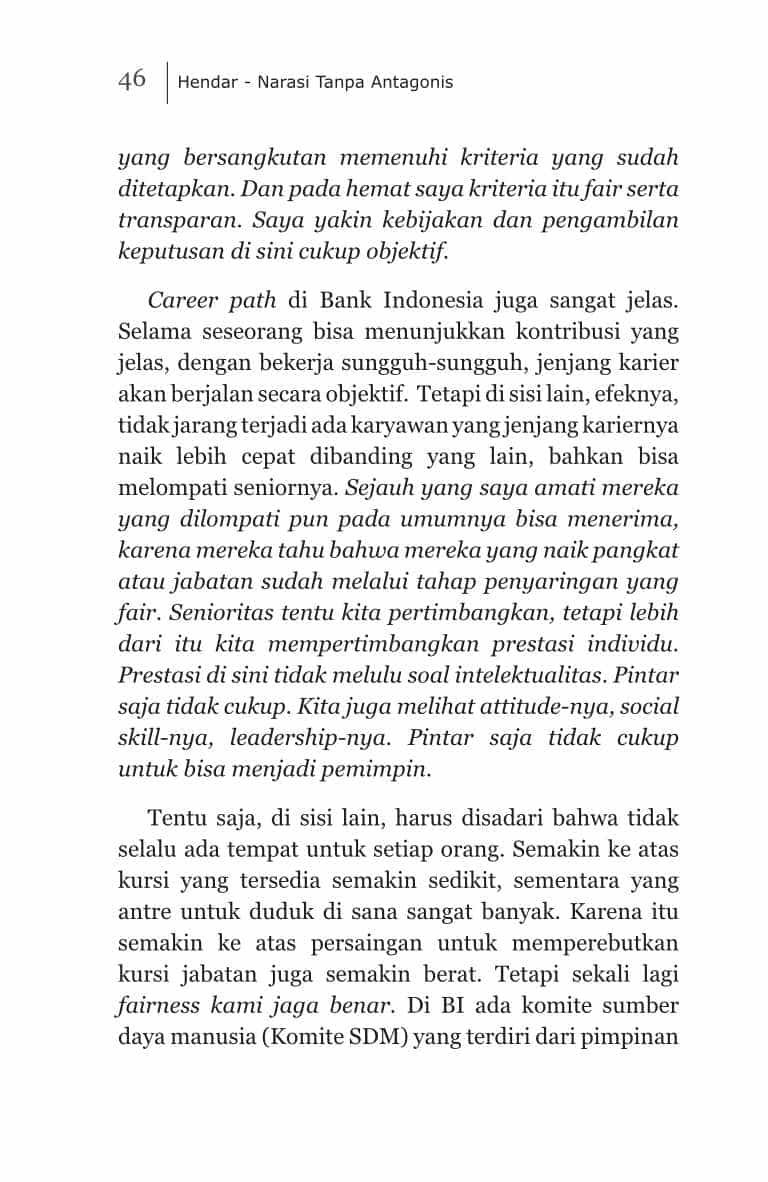 46 Hendar - Narasi Tanpa Antagonis
yang bersangkutan memenuhi kriteria yang sudah
ditetapkan. Dan pada hemat saya kriteria itu fair serta
transparan. Saya yakin kebijakan dan pengambilan
keputusan di sini cukup objektif.
Career path di Bank Indonesia juga sangat jelas.
Selama seseorang bisa menunjukkan kontribusi yang
jelas, dengan bekerja sungguh-sungguh, jenjang karier
akan berjalan secara objektif. Tetapi di sisi lain, efeknya,
tidak jarang terjadi ada karyawan yang jenjang kariernya
naik lebih cepat dibanding yang lain, bahkan bisa
melompati seniornya. Sejauh yang saya amati mereka
yang dilompati pun pada umumnya bisa menerima,
karena mereka tahu bahwa mereka yang naik pangkat
atau jabatan sudah melalui tahap penyaringan yang
fair. Senioritas tentu kita pertimbangkan, tetapi lebih
dari itu kita mempertimbangkan prestasi individu.
Prestasi di sini tidak melulu soal intelektualitas. Pintar
saja tidak cukup. Kita juga melihat attitude-nya, social
skill-nya, leadership-nya. Pintar saja tidak cukup
untuk bisa menjadi pemimpin.
Tentu saja, di sisi lain, harus disadari bahwa tidak
selalu ada tempat untuk setiap orang. Semakin ke atas
kursi yang tersedia semakin sedikit, sementara yang
antre untuk duduk di sana sangat banyak. Karena itu
semakin ke atas persaingan untuk memperebutkan
kursi jabatan juga semakin berat. Tetapi sekali lagi
fairness kami jaga benar. Di BI ada komite sumber
daya manusia (Komite SDM) yang terdiri dari pimpinan